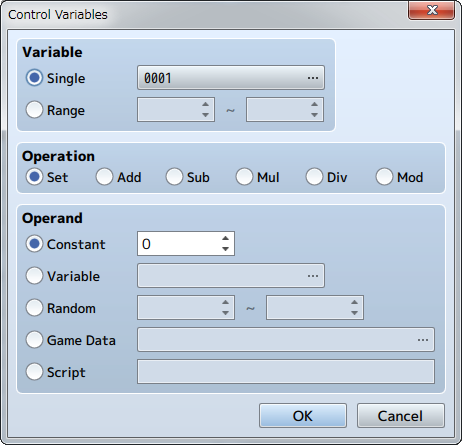 Control Variables
Variable
Single 0001 ...
Range ~
Operation
Set Add Sub Mul Div Mod
Operand
Constant 0
Variable ...
Random ~
Game Data ...
Script
OK Cancel